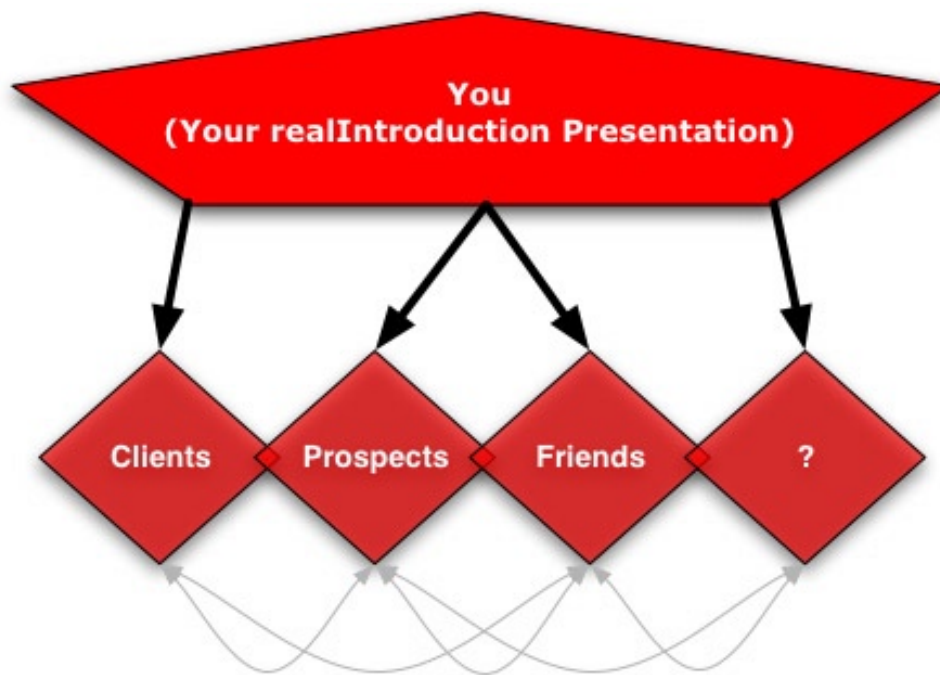 You
(Your realIntroduction Presentation)
Clients
Prospects
Friends
?